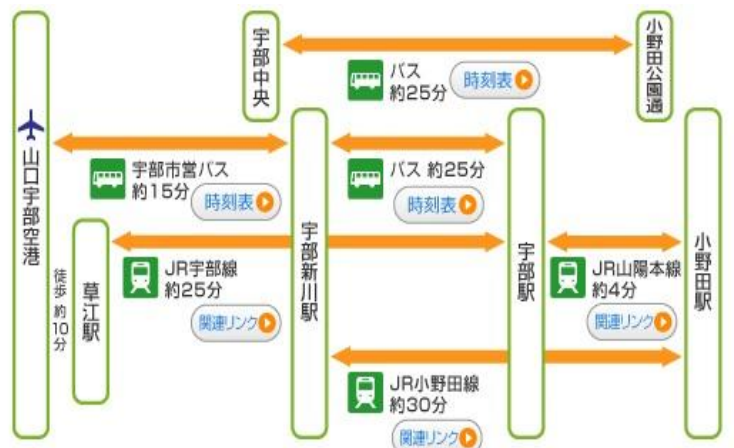 山口宇部空港
徒歩 約10分
草江駅
宇部中央
宇部新川駅
宇部駅
小野田公園通
小野田駅
バス
約25分
時刻表
宇部市営バス
約15分
時刻表
バス 約25分
時刻表
JR宇部線
約25分
関連リンク
JR山陽本線
約4分
関連リンク
JR小野田線
約30分
関連リンク